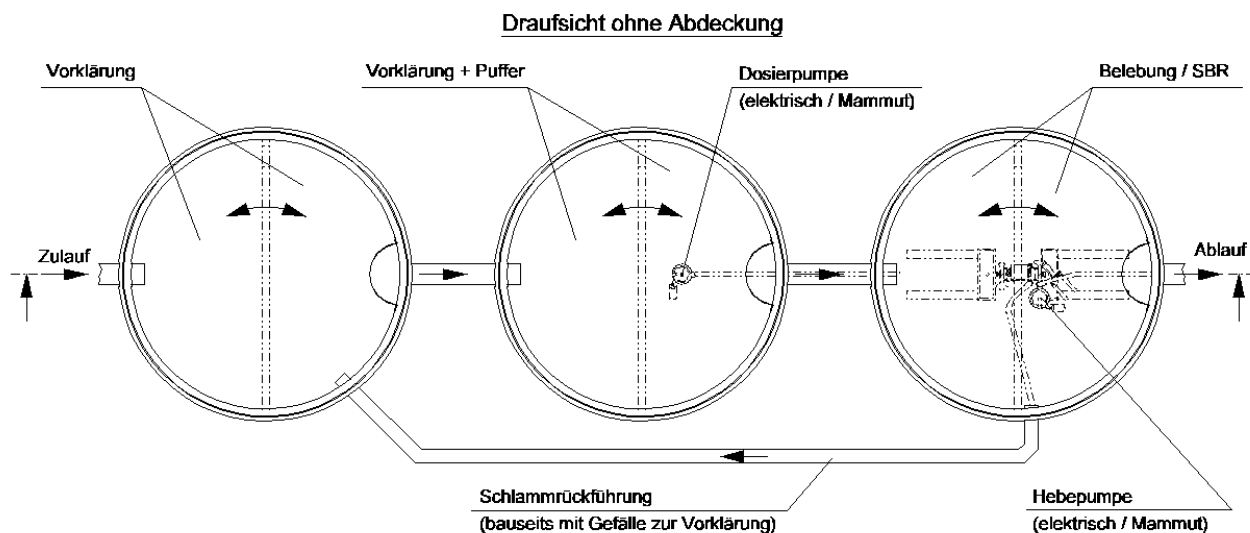 Draufsicht ohne Abdeckung
Vorklärung
Vorklärung + Puffer
Dosierpumpe
(elektrisch / Mammut)
Belebung / SBR
Zulauf
Ablauf
Schlammrückführung
(bauseits mit Gefälle zur Vorklärung)
Hebepumpe
(elektrisch / Mammut)